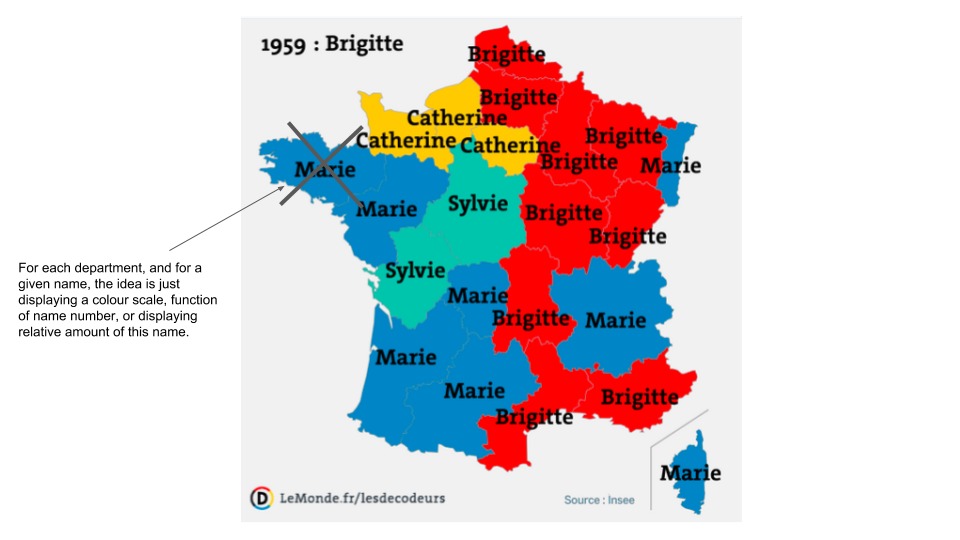 1959 : Brigitte
Brigitte
Brigitte
Catherine
Brigitte
Catherine
Catherine
Brigitte
Marie
Marie
Sylvie
Marie
Brigitte
Brigitte
For each department, and for a
given name, the idea is just
displaying a colour scale, function
of name number, or displaying
relative amount of this name.
Sylvie
Marie
Brigitte
Marie
Marie
Marie
Brigitte
Brigitte
Marie
D LeMonde.fr/lesdecodeurs
Source : Insee